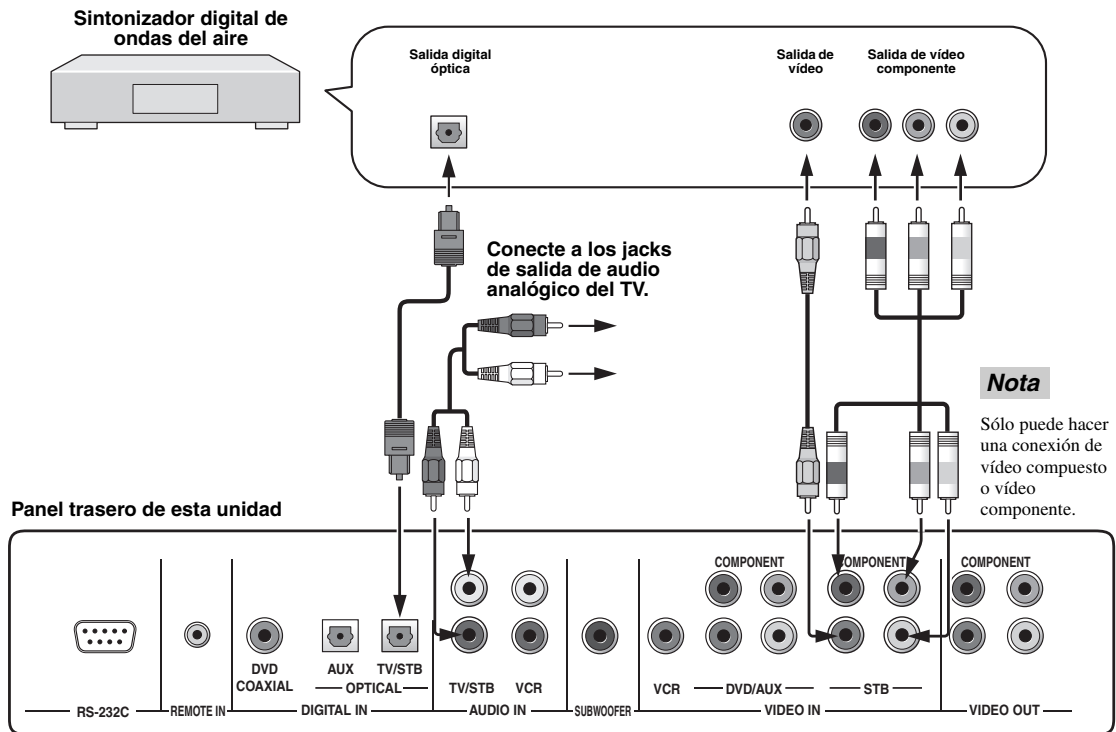 Sintonizador digital de
ondas del aire
Salida digital
óptica
Salida de
vídeo
Salida de vídeo
componente
Conecte a los jacks
de salida de audio
analógico del TV.
Nota
Sólo puede hacer
una conexión de
vídeo compuesto
o vídeo
componente.
Panel trasero de esta unidad
COMPONENT
COMPONENT
COMPONENT
DVD
COAXIAL
AUX
TV/STB
OPTICAL
TV/STB
VCR
VCR
DVD/AUX
STB
RS-232C
REMOTE IN
DIGITAL IN
AUDIO IN
SUBWOOFER
VIDEO IN
VIDEO OUT